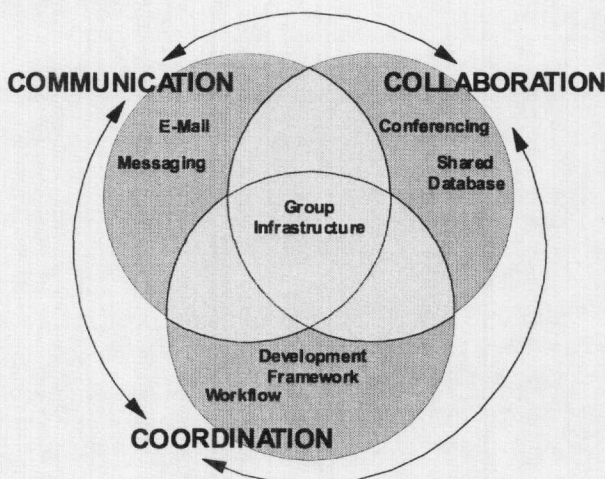 COMMUNICATION
COLLABORATION
E-Mail
Messaging
Conferencing
Shared
Database
Group
Infrastructure
Development
Framework
Workflow
COORDINATION